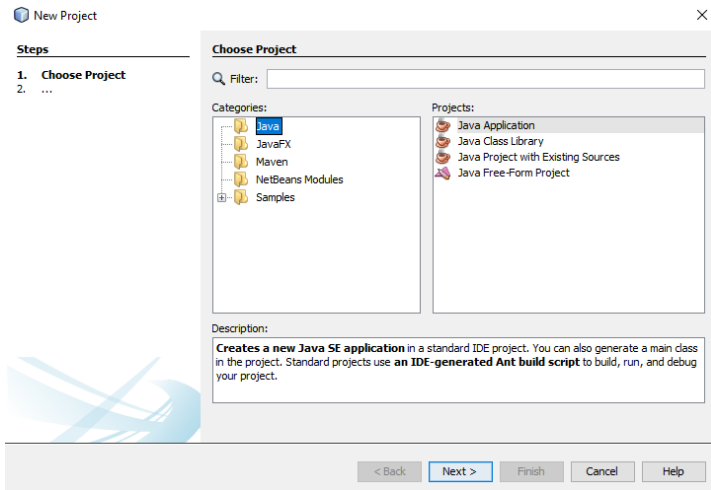 New Project
Steps
1. Choose Project
2. ...
Choose Project
Filter:
Categories:
Java
JavaFX
Maven
NetBeans Modules
Samples
Projects:
Java Application
Java Class Library
Java Project with Existing Sources
Java Free-Form Project
Description:
Creates a new Java SE application in a standard IDE project. You can also generate a main class
in the project. Standard projects use an IDE-generated Ant build script to build, run, and debug
your project.
< Back Next > Finish Cancel Help